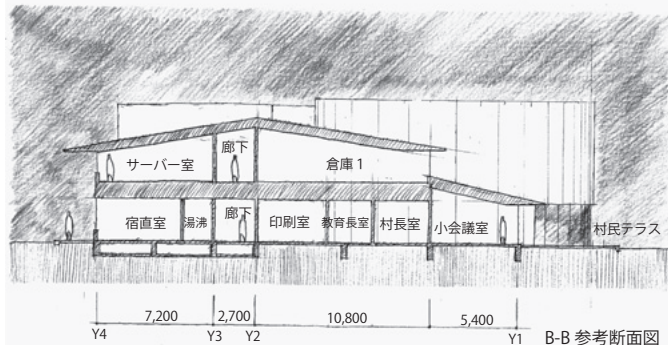 廊下
サーバー室
倉庫1
宿直室
湯沸
廊下
印刷室
教育長室
村長室
小会議室
村民テラス
7,200
2,700
10,800
5,400
Y4
Y3
Y2
Y1
B-B 参考断面図